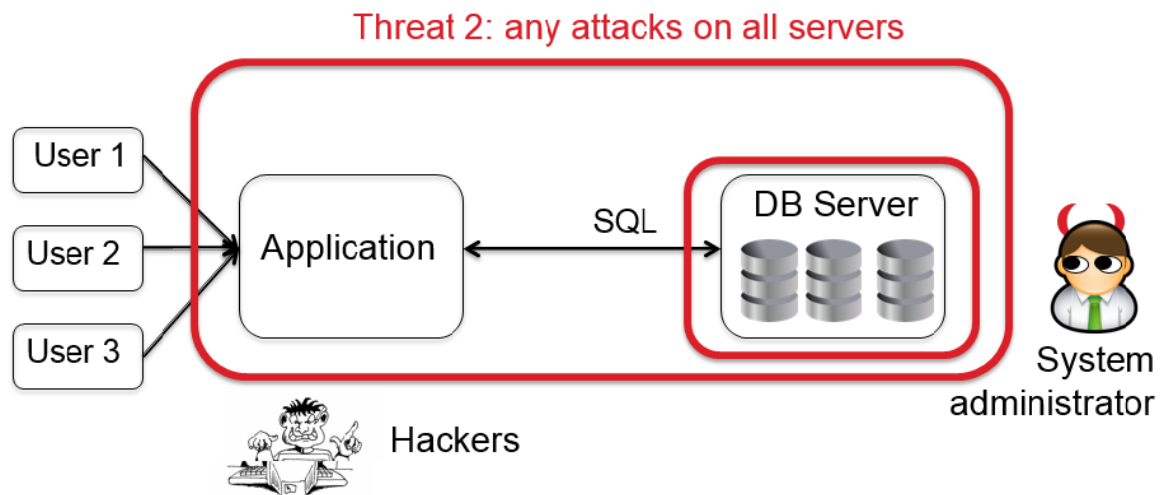 Threat 2: any attacks on all servers
User 1
User 2
User 3
Application
SQL
DB Server
System
administrator
Hackers